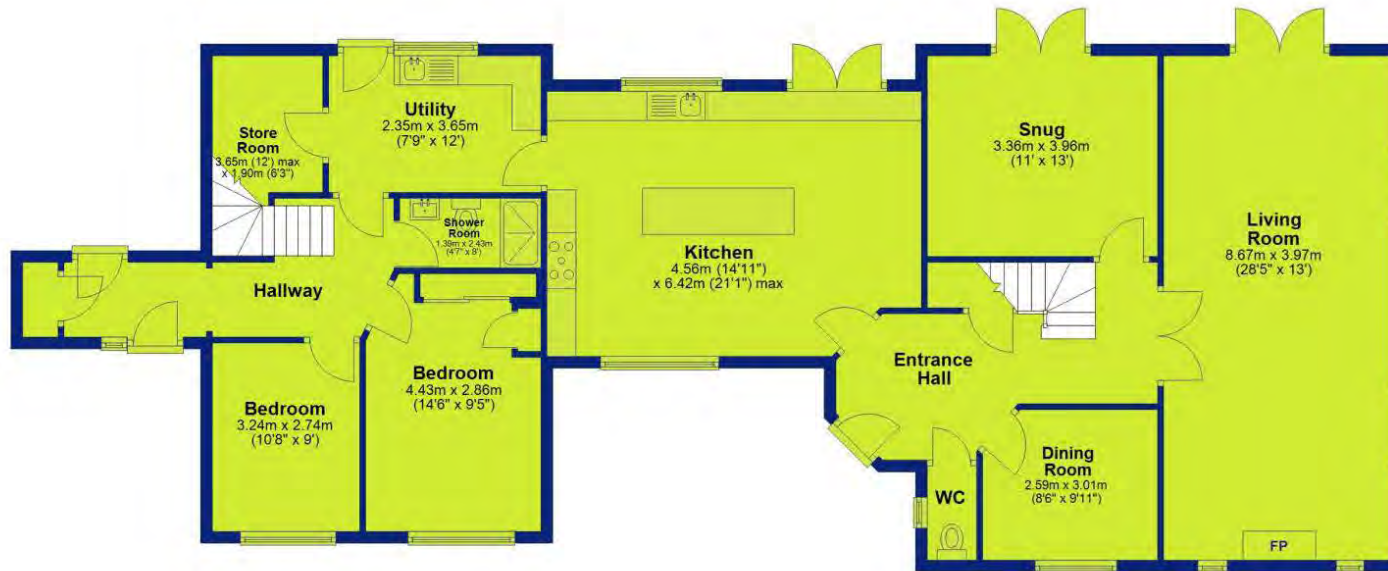 Utility
2.35m x 3.65m
(7'9" x 12')
Store
Room
3.65m (12') max
x 1.90m (6'3")
Shower
Room
1.39m x 2.43m
(4'7" x 8')
Hallway
Bedroom
3.24m x 2.74m
(10'8" x 9')
Bedroom
4.43m x 2.86m
(14'6" x 9'5")
Kitchen
4.56m (14'11")
x 6.42m (21'1") max
Snug
3.36m x 3.96m
(11' x 13')
Living
Room
8.67m x 3.97m
(28'5" x 13')
Entrance
Hall
Dining
Room
2.59m x 3.01m
(8'6" x 9'11")
WC
FP